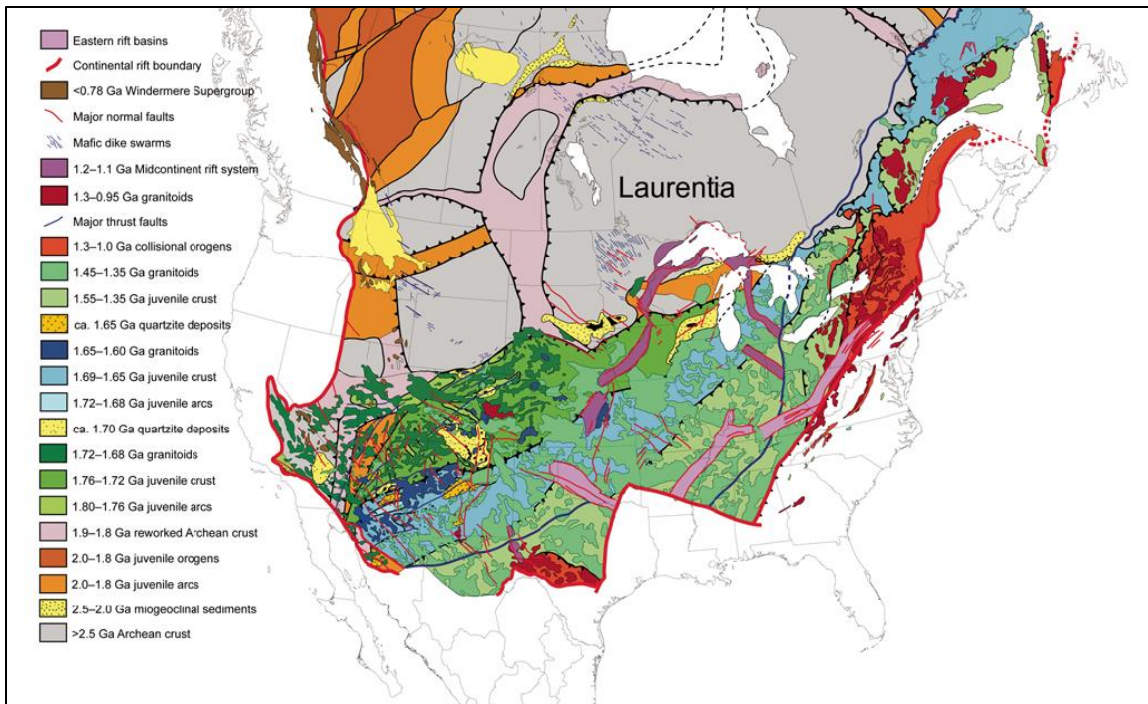 Eastern rift basins
Continental rift boundary
<0.78 Ga Windermere Supergroup
Major normal faults
Mafic dike swarms
1.2–1.1 Ga Midcontinent rift system
1.3–0.95 Ga granitoids
Major thrust faults
1.3–1.0 Ga collisional orogens
1.45–1.35 Ga granitoids
1.55–1.35 Ga juvenile crust
ca. 1.65 Ga quartzite deposits
1.65–1.60 Ga granitoids
1.69–1.65 Ga juvenile crust
1.72–1.68 Ga juvenile arcs
ca. 1.70 Ga quartzite deposits
1.72–1.68 Ga granitoids
1.76–1.72 Ga juvenile crust
1.80–1.76 Ga juvenile arcs
1.9–1.8 Ga reworked Archean crust
2.0–1.8 Ga juvenile orogens
2.0–1.8 Ga juvenile arcs
2.5–2.0 Ga miogeoclinal sediments
>2.5 Ga Archean crust
Laurentia